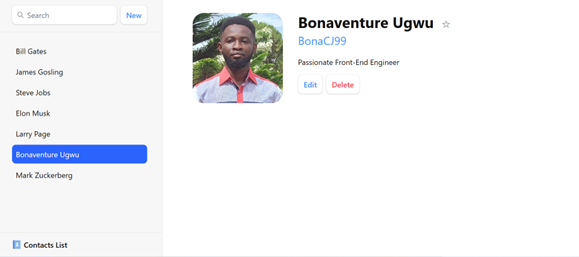 Search
New
Bill Gates
James Gosling
Steve Jobs
Elon Musk
Larry Page
Bonaventure Ugwu
Mark Zuckerberg
Contacts List
Bonaventure Ugwu ☆
BonaCJ99
Passionate Front-End Engineer
Edit
Delete